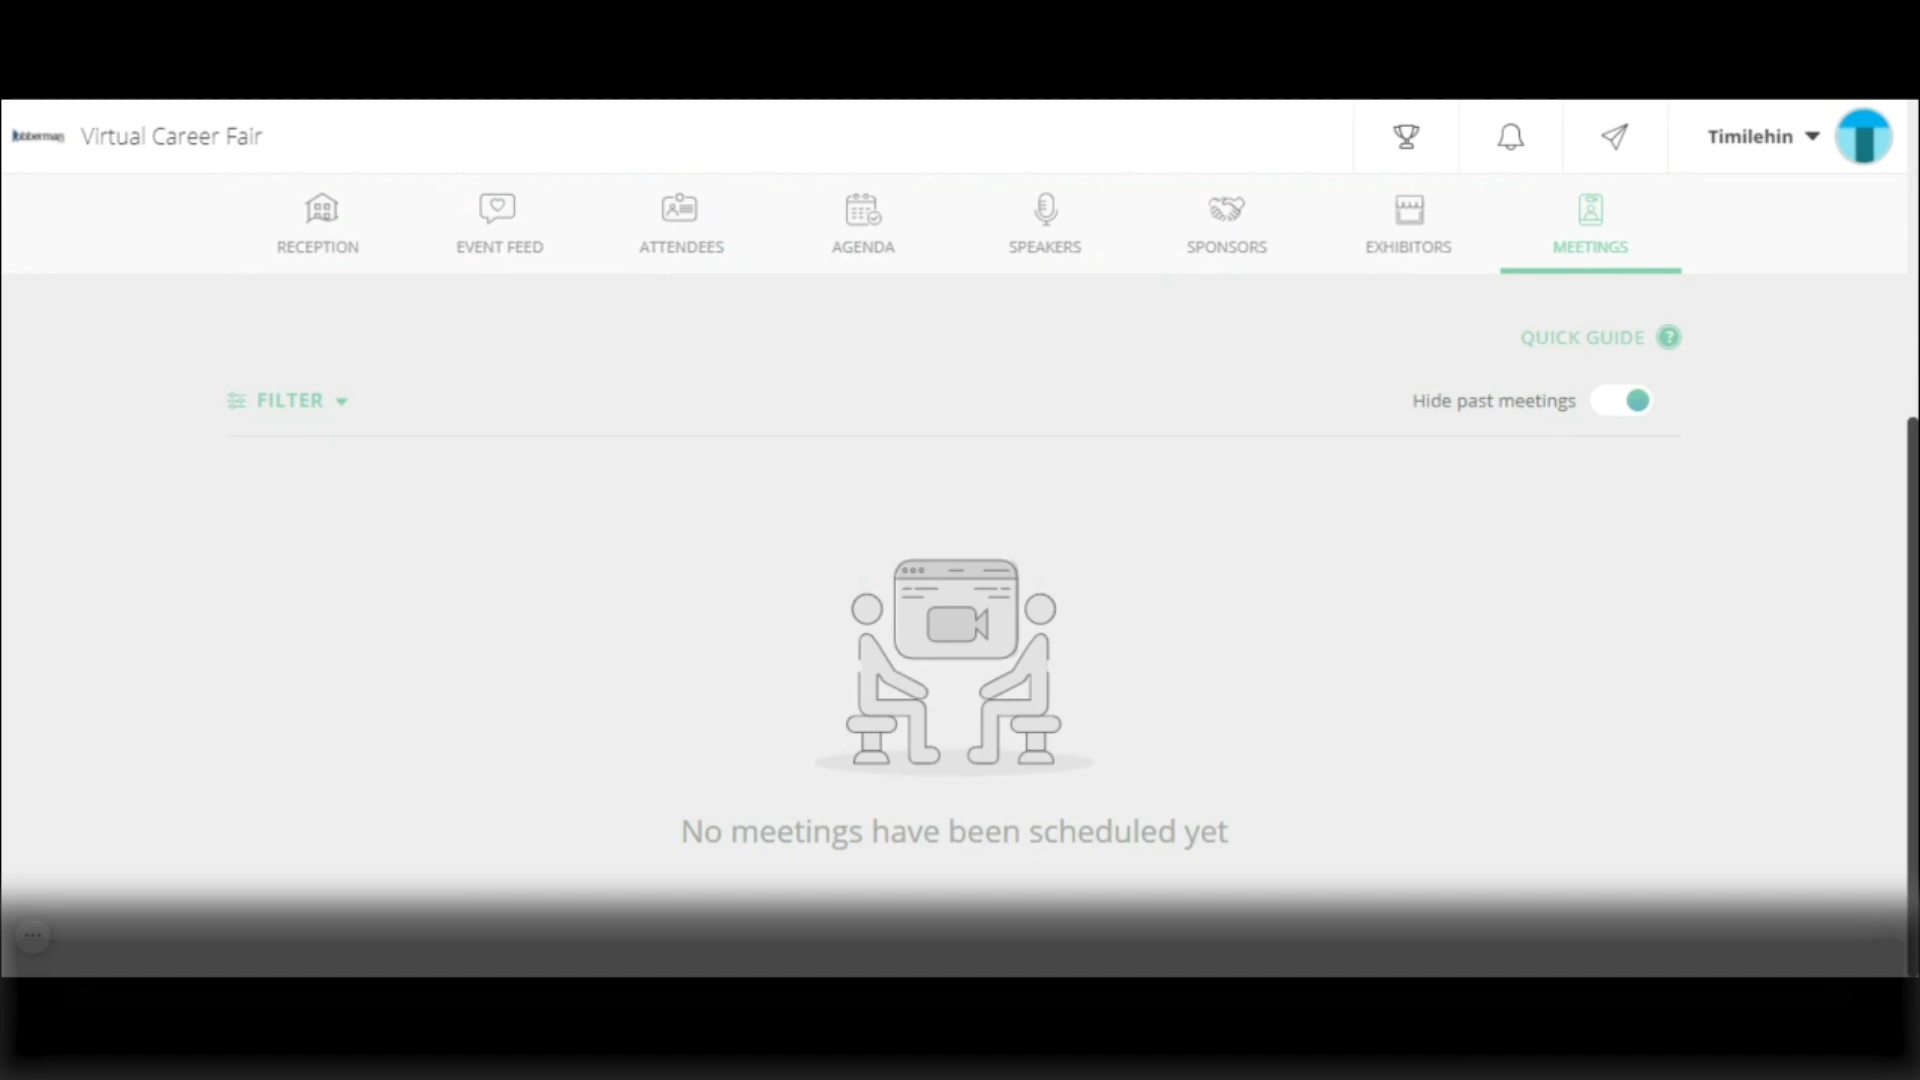 Jobberman Virtual Career Fair
Timilehin
RECEPTION
EVENT FEED
ATTENDEES
AGENDA
SPEAKERS
SPONSORS
EXHIBITORS
MEETINGS
QUICK GUIDE ?
FILTER
Hide past meetings
No meetings have been scheduled yet